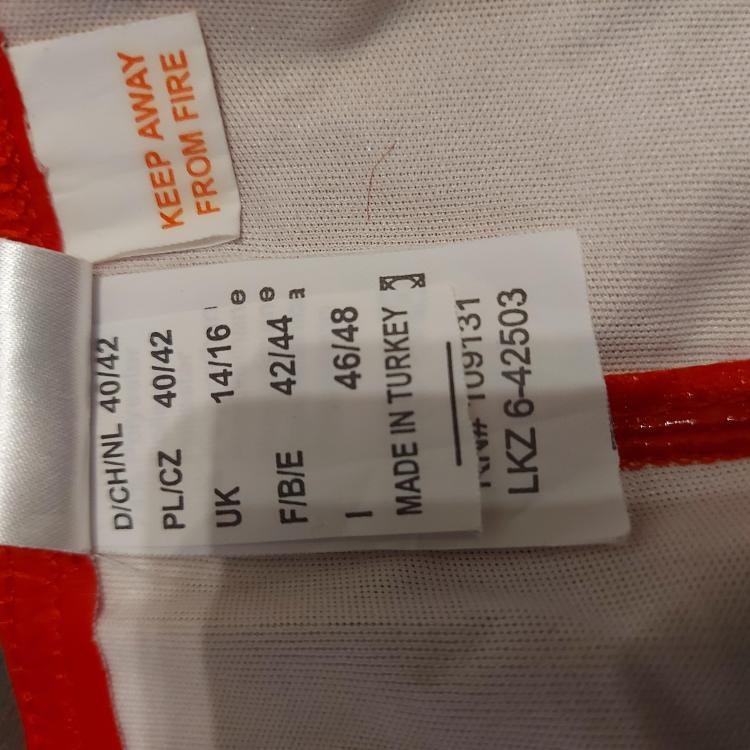 KEEP AWAY
FROM FIRE
D/CH/NL 40/42
PL/CZ 40/42
UK 14/16
F/B/E 42/44
I 46/48
MADE IN TURKEY
109131
LKZ 6-42503